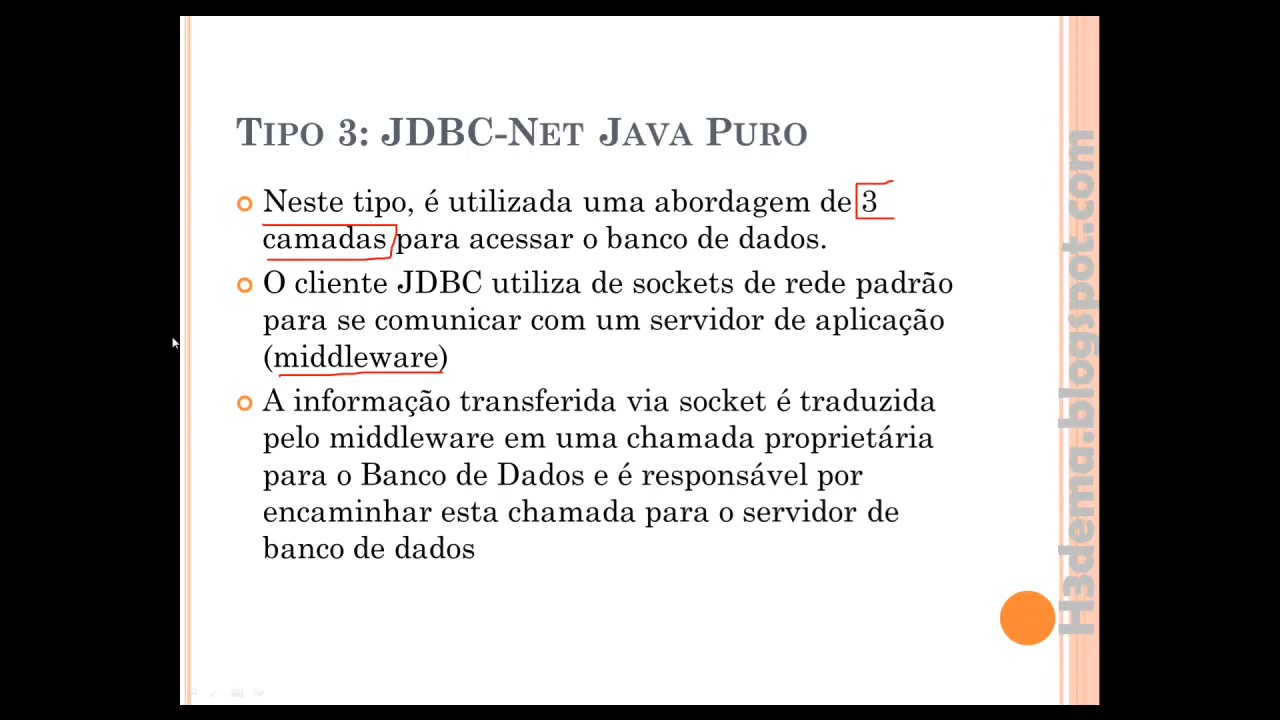 TIPO 3: JDBC-NET JAVA PURO
Neste tipo, é utilizada uma abordagem de 3
camadas para acessar o banco de dados.
O cliente JDBC utiliza de sockets de rede padrão
para se comunicar com um servidor de aplicação
(middleware)
A informação transferida via socket é traduzida
pelo middleware em uma chamada proprietária
para o Banco de Dados e é responsável por
encaminhar esta chamada para o servidor de
banco de dados
H3dema.blogspot.com